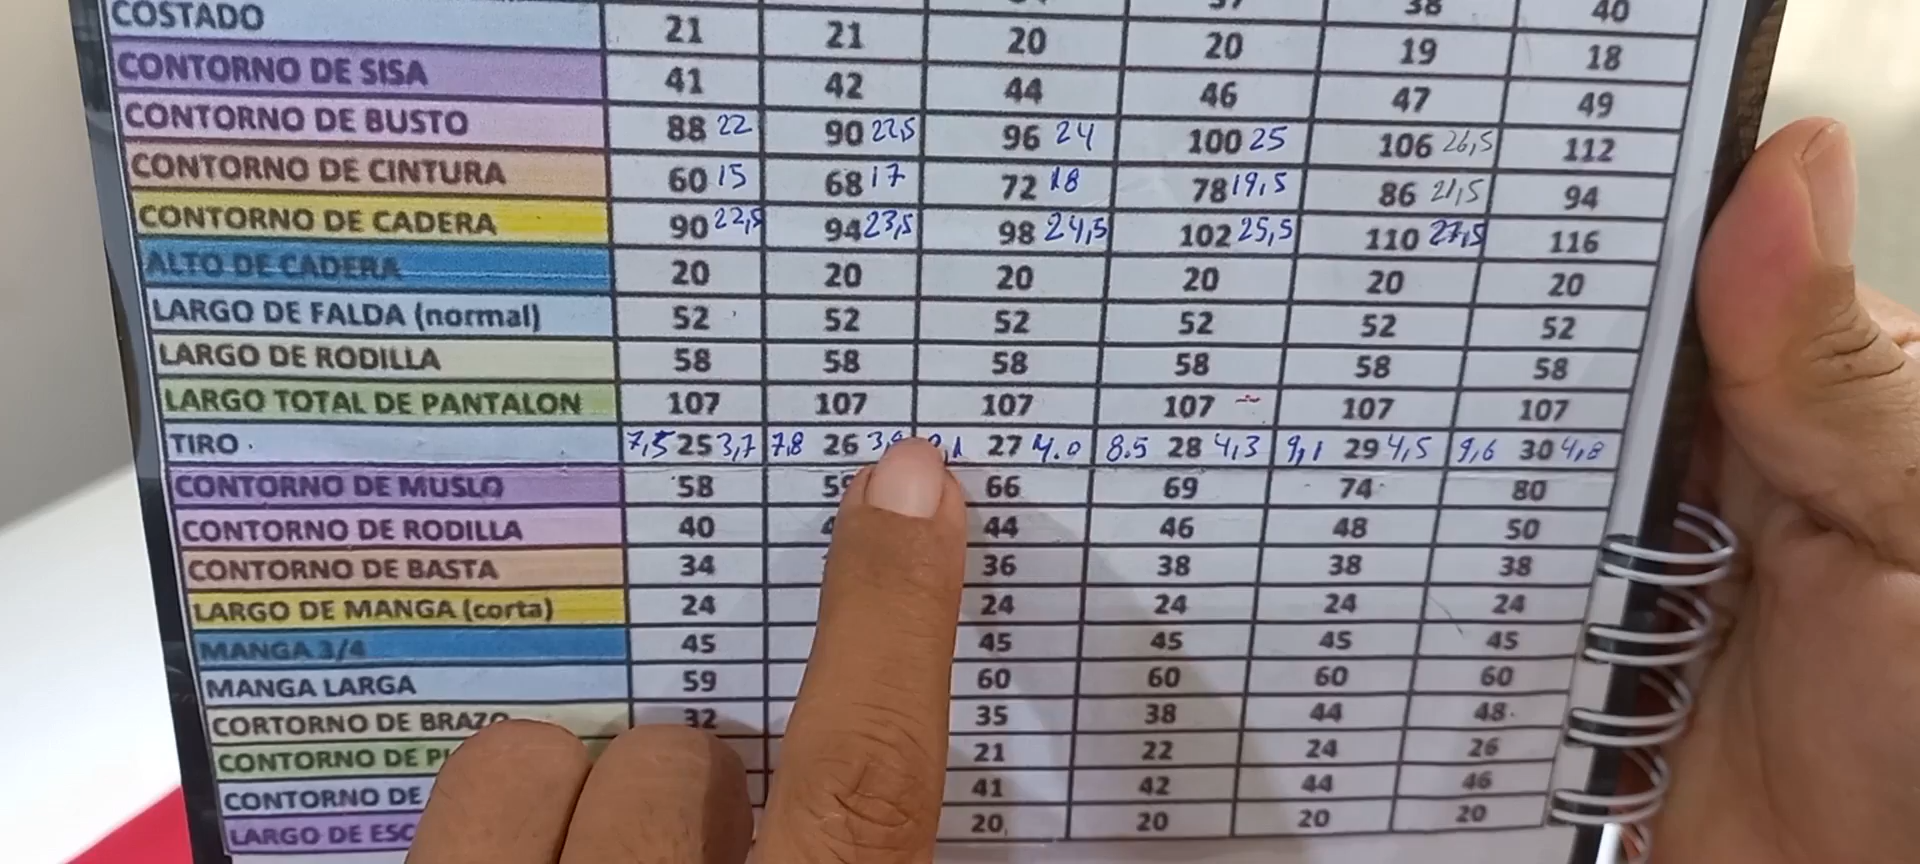 38 40
COSTADO 21 21 20 20 19 18
CONTORNO DE SISA 41 42 44 46 47 49
CONTORNO DE BUSTO 88 22 90 22,5 96 24 100 25 106 26,5 112
CONTORNO DE CINTURA 60 15 68 17 72 18 78 19,5 86 21,5 94
CONTORNO DE CADERA 90 22,5 94 23,5 98 24,5 102 25,5 110 27,5 116
ALTO DE CADERA 20 20 20 20 20 20
LARGO DE FALDA (normal) 52 52 52 52 52 52
LARGO DE RODILLA 58 58 58 58 58 58
LARGO TOTAL DE PANTALON 107 107 107 107 107 107
TIRO 7,5 25 3,7 7,8 26 27 4.0 8.5 28 4,3 9,1 29 4,5 9,6 30 4,8
CONTORNO DE MUSLO 58 66 69 74 80
CONTORNO DE RODILLA 40 44 46 48 50
CONTORNO DE BASTA 34 36 38 38 38
LARGO DE MANGA (corta) 24 24 24 24 24
MANGA 3/4 45 45 45 45 45
MANGA LARGA 59 60 60 60 60
CORTORNO DE BRAZO 32 35 38 44 48
CONTORNO DE 21 22 24 26
CONTORNO DE 41 42 44 46
LARGO DE 20 20 20 20